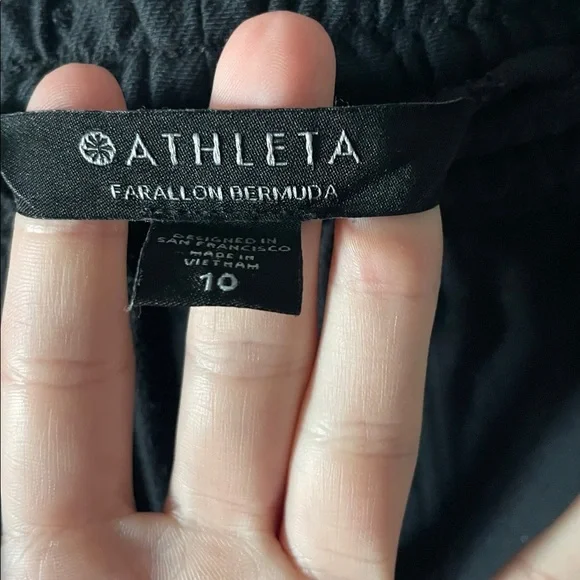 ATHLETA
FARALLON BERMUDA
DESIGNED IN
SAN FRANCISCO
MADE IN
VIETNAM
10